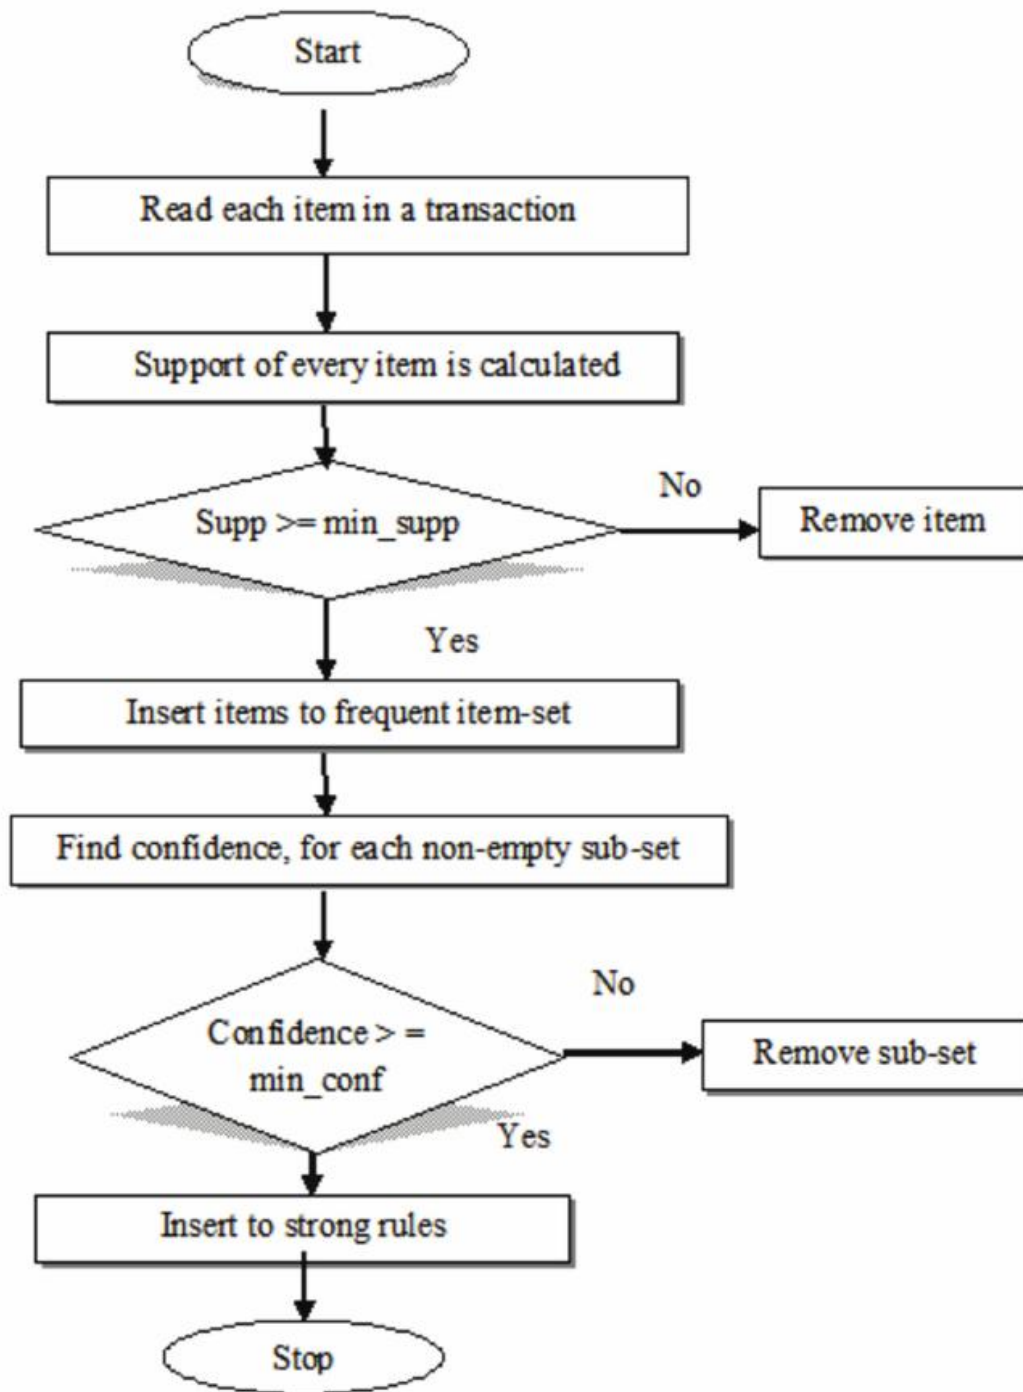 Start
Read each item in a transaction
Support of every item is calculated
Supp >= min_supp
No
Remove item
Yes
Insert items to frequent item-set
Find confidence, for each non-empty sub-set
Confidence > =
min_conf
No
Remove sub-set
Yes
Insert to strong rules
Stop